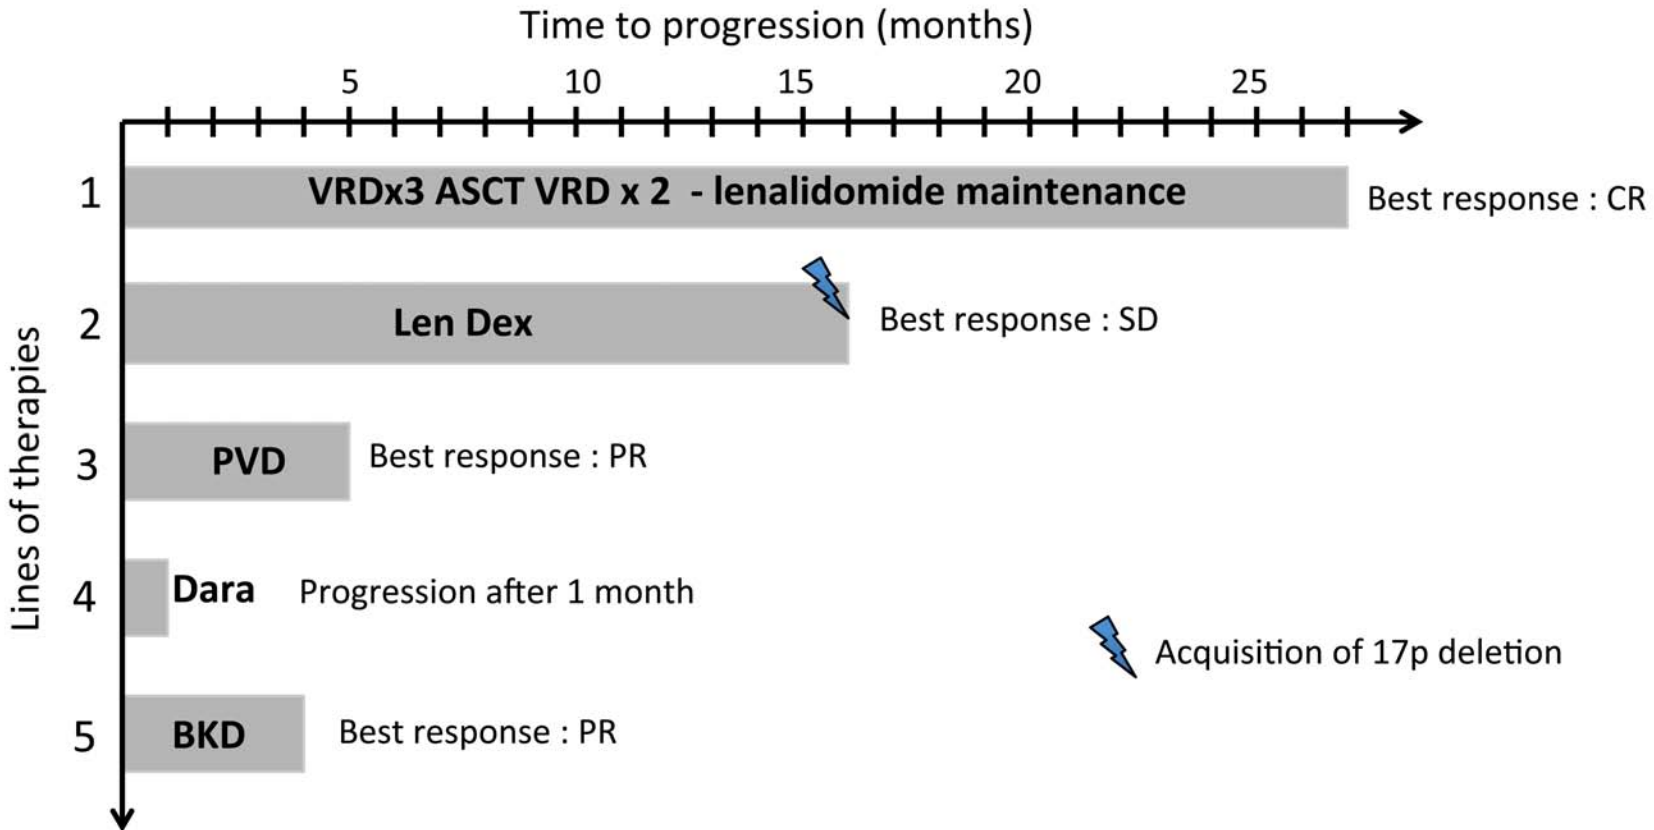 Time to progression (months)
5 10 15 20 25
Lines of therapies
1 VRDx3 ASCT VRD x 2 - lenalidomide maintenance Best response : CR
2 Len Dex Best response : SD
3 PVD Best response : PR
4 Dara Progression after 1 month
Acquisition of 17p deletion
5 BKD Best response : PR